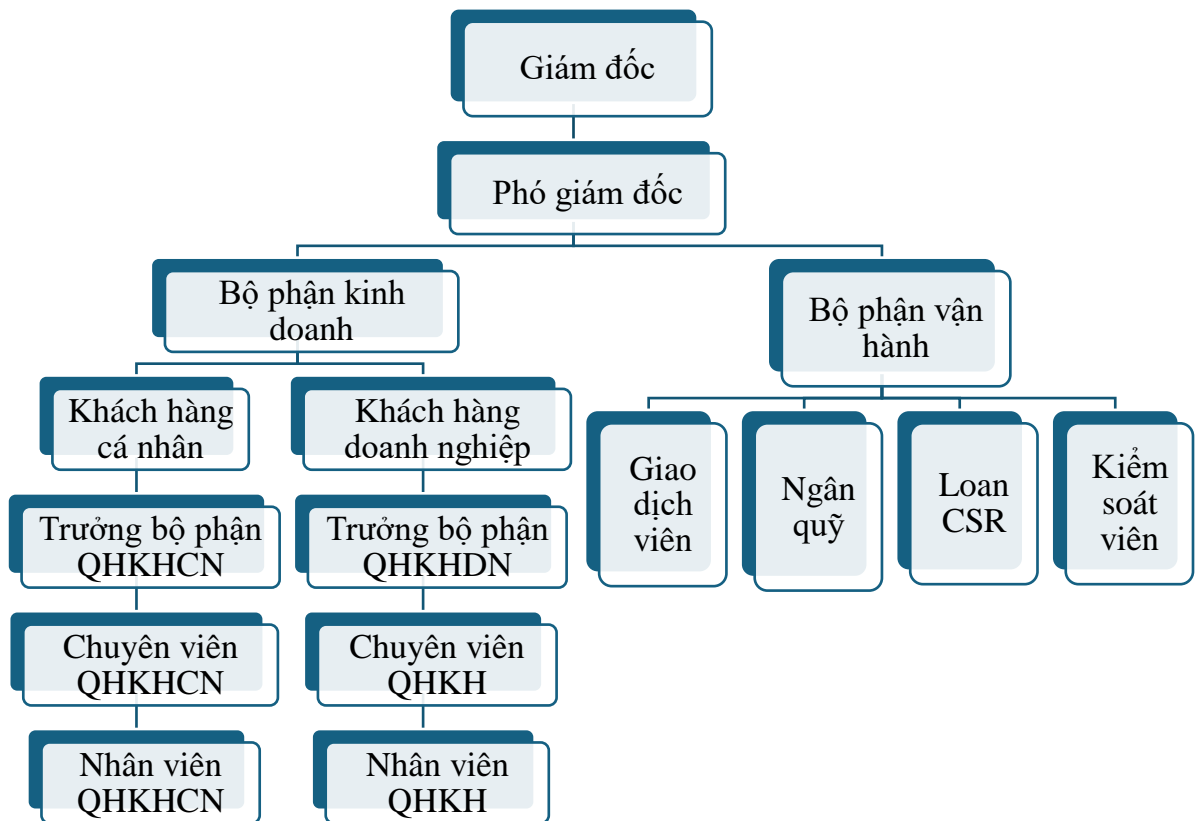 Giám đốc
Phó giám đốc
Bộ phận kinh
doanh
Bộ phận vận
hành
Khách hàng
cá nhân
Khách hàng
doanh nghiệp
Giao
dịch
viên
Ngân
quỹ
Loan
CSR
Kiểm
soát
viên
Trưởng bộ phận
QHKHCN
Trưởng bộ phận
QHKHDN
Chuyên viên
QHKHCN
Chuyên viên
QHKH
Nhân viên
QHKHCN
Nhân viên
QHKH